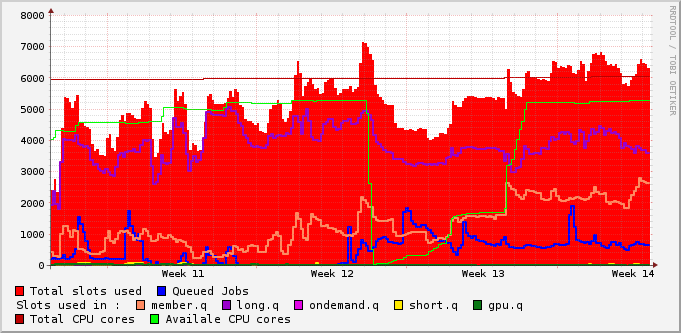 8000
7000
6000
5000
4000
3000
2000
1000
0
Week 11 Week 12 Week 13 Week 14
RRDTOOL / TOBI OETIKER
Total slots used Queued Jobs
Slots used in : member.q long.q ondemand.q short.q gpu.q
Total CPU cores Availale CPU cores